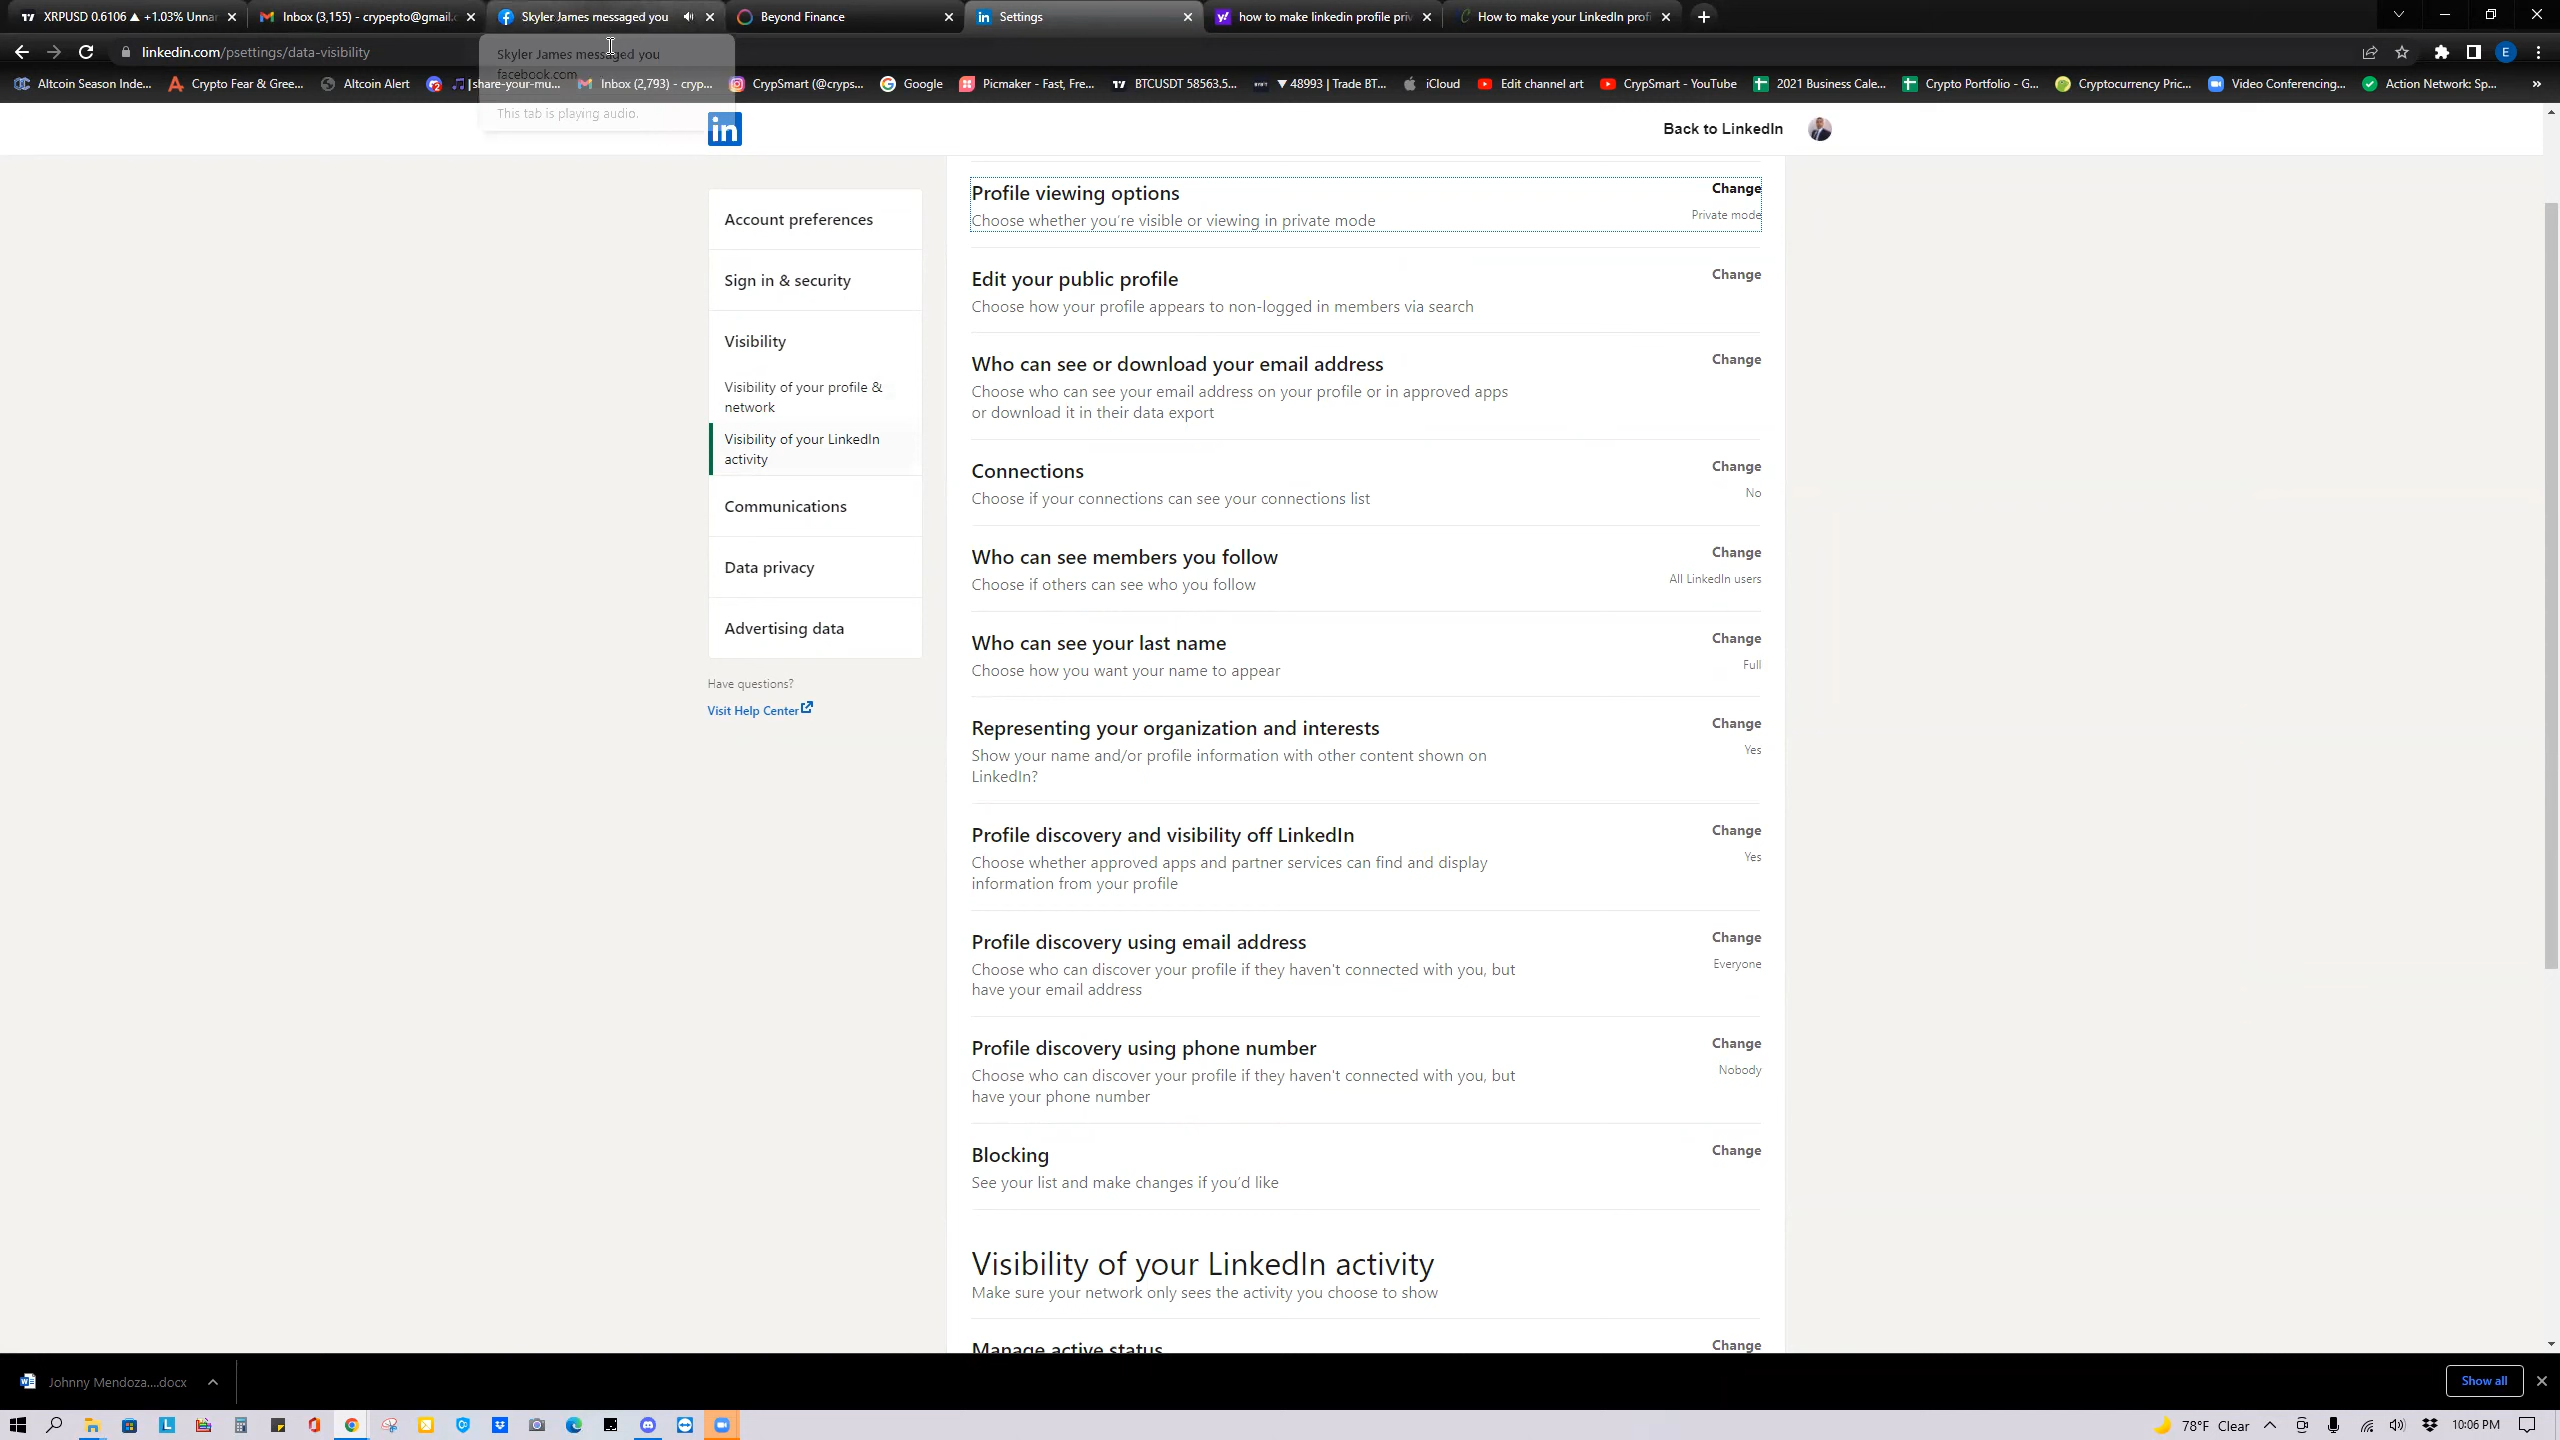 XRPUSD 0.6106 ▲ +1.03% Unnar
Inbox (3,155) - crypepto@gmail.c
Skyler James messaged you
Beyond Finance
Settings
how to make linkedin profile priv
How to make your LinkedIn profi
linkedin.com/psettings/data-visibility
Skyler James messaged you
facebook.com
This tab is playing audio.
Altcoin Season Inde...
Crypto Fear & Gree...
Altcoin Alert
|share-your-mu...
Inbox (2,793) - cryp...
CrypSmart (@cryps...
Google
Picmaker - Fast, Fre...
BTCUSDT 58563.5...
▼ 48993 | Trade BT...
iCloud
Edit channel art
CrypSmart - YouTube
2021 Business Cale...
Crypto Portfolio - G...
Cryptocurrency Pric...
Video Conferencing...
Action Network: Sp...
»
in
Back to LinkedIn
Account preferences
Sign in & security
Visibility
Visibility of your profile &
network
Visibility of your LinkedIn
activity
Communications
Data privacy
Advertising data
Have questions?
Visit Help Center
Profile viewing options
Change
Choose whether you're visible or viewing in private mode
Private mode
Edit your public profile
Change
Choose how your profile appears to non-logged in members via search
Who can see or download your email address
Change
Choose who can see your email address on your profile or in approved apps
or download it in their data export
Connections
Change
Choose if your connections can see your connections list
No
Who can see members you follow
Change
Choose if others can see who you follow
All LinkedIn users
Who can see your last name
Change
Choose how you want your name to appear
Full
Representing your organization and interests
Change
Show your name and/or profile information with other content shown on
LinkedIn?
Yes
Profile discovery and visibility off LinkedIn
Change
Choose whether approved apps and partner services can find and display
information from your profile
Yes
Profile discovery using email address
Change
Choose who can discover your profile if they haven't connected with you, but
have your email address
Everyone
Profile discovery using phone number
Change
Choose who can discover your profile if they haven't connected with you, but
have your phone number
Nobody
Blocking
Change
See your list and make changes if you'd like
Visibility of your LinkedIn activity
Make sure your network only sees the activity you choose to show
Manage active status
Change
Johnny Mendoza....docx
Show all
78°F Clear
10:06 PM